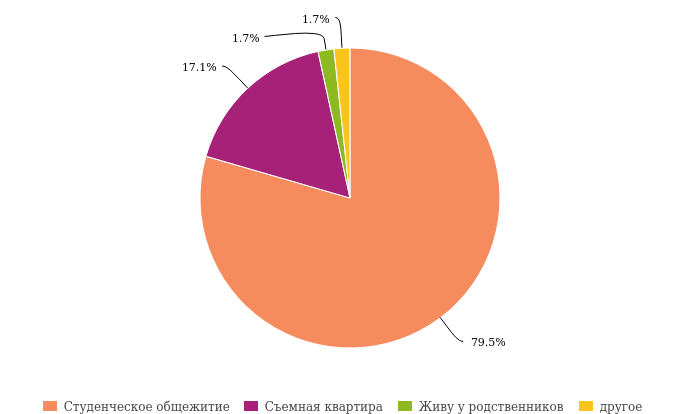 1.7%
1.7%
17.1%
79.5%
Студенческое общежитие Съемная квартира Живу у родственников другое